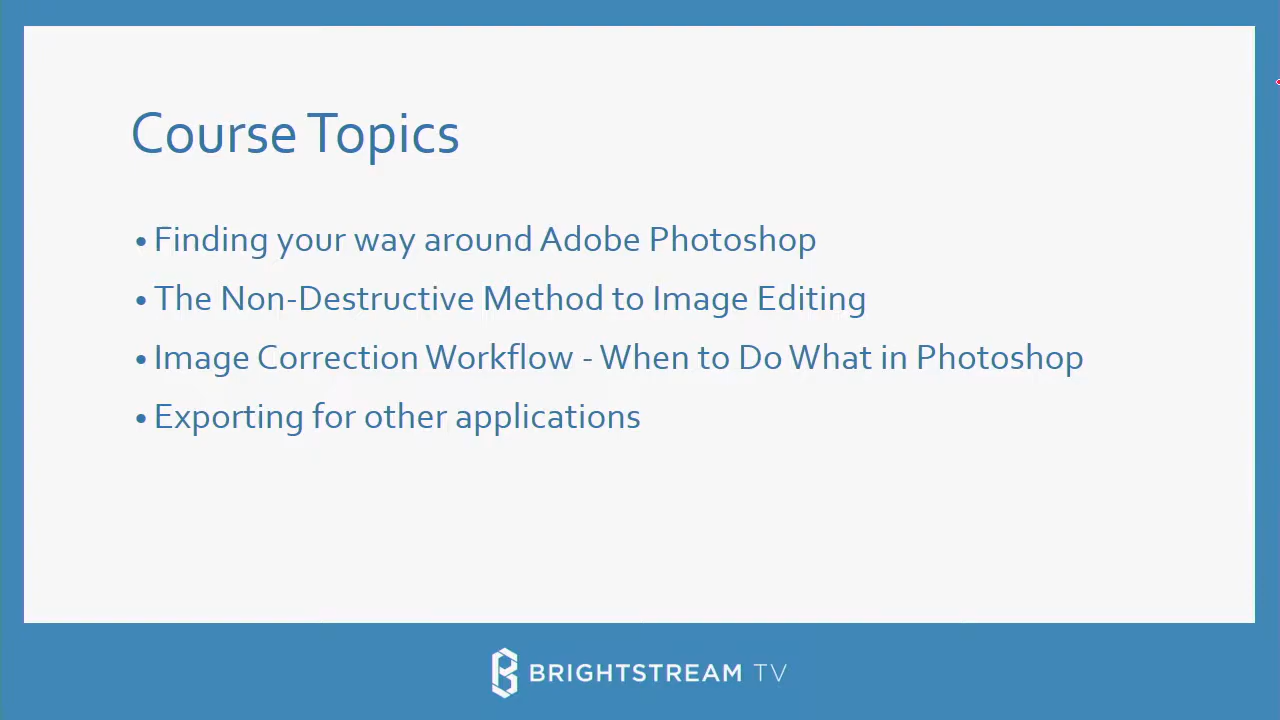 Course Topics
• Finding your way around Adobe Photoshop
• The Non-Destructive Method to Image Editing
• Image Correction Workflow - When to Do What in Photoshop
• Exporting for other applications
BRIGHTSTREAM TV